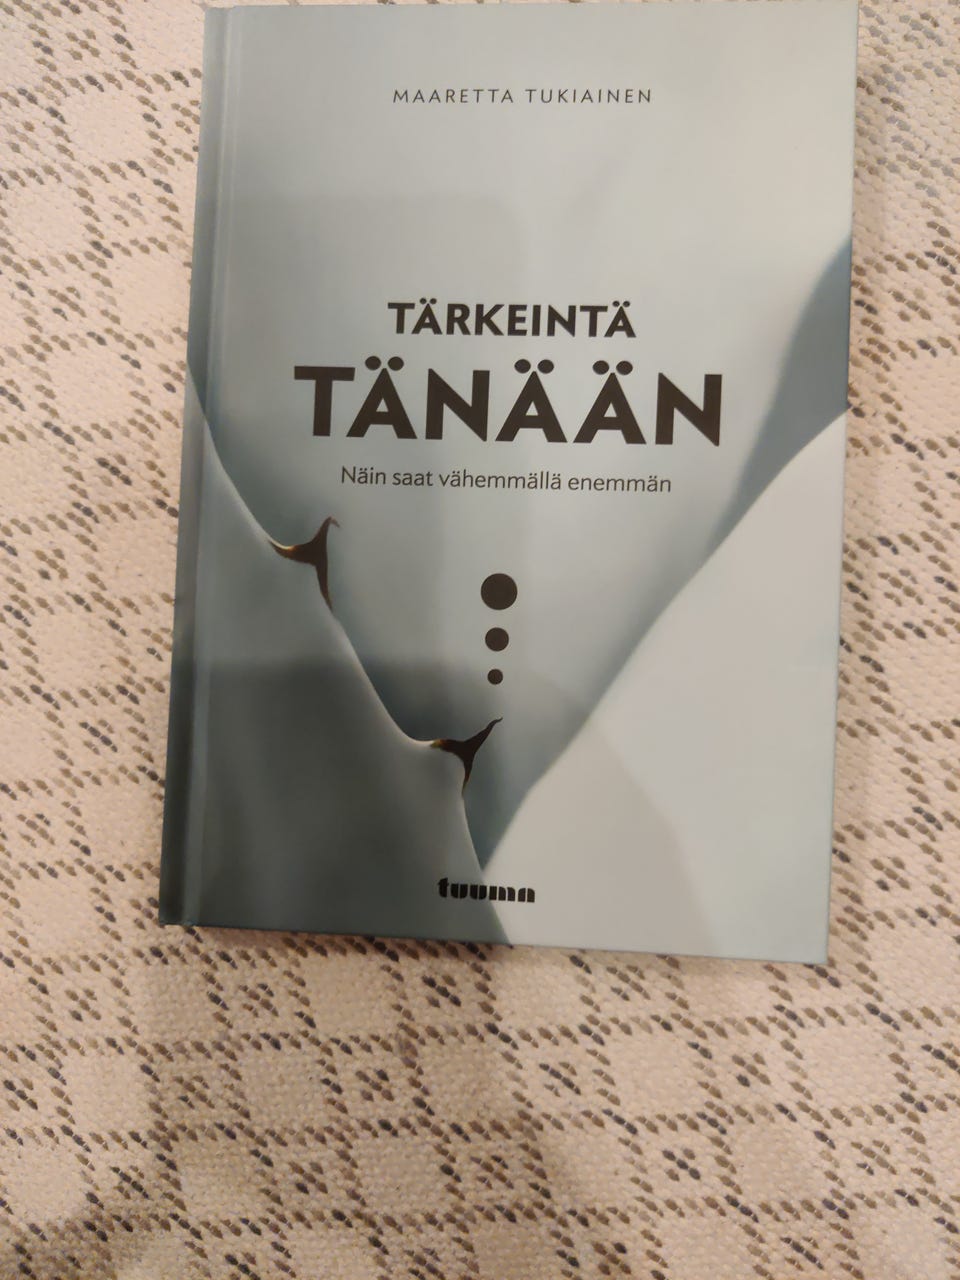 MAARETTA TUKIAINEN
TÄRKEINTÄ
TÄNÄÄN
Näin saat vähemmällä enemmän
tuuma